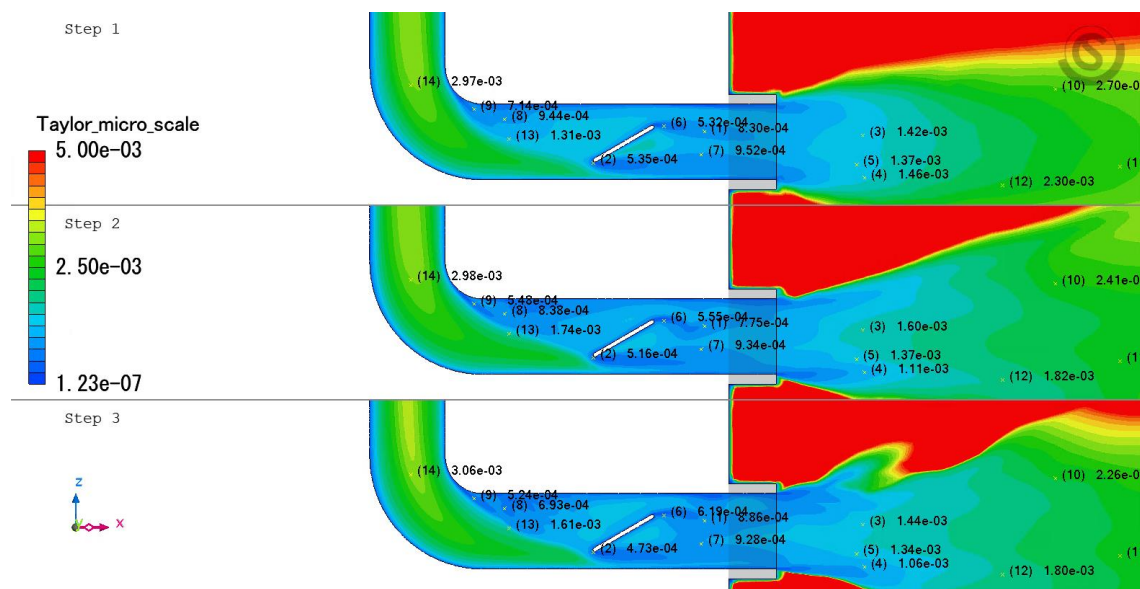 Step 1
(14) 2.97e-03
(9) 7.14e-04
(10) 2.70e-0
(8) 9.44e-04
Taylor_micro_scale
(6) 5.32e-04
(1) 8.30e-04
(13) 1.31e-03
(3) 1.42e-03
5.00e-03
(7) 9.52e-04
(2) 5.35e-04
(5) 1.37e-03
(1
(4) 1.46e-03
(12) 2.30e-03
Step 2
2.50e-03
(14) 2.98e-03
(10) 2.41e-0
(9) 5.48e-04
(8) 8.38e-04
(6) 5.55e-04
(1) 7.75e-04
(13) 1.74e-03
(3) 1.60e-03
(7) 9.34e-04
(2) 5.16e-04
(5) 1.37e-03
(1
(4) 1.11e-03
(12) 1.82e-03
1.23e-07
Step 3
(14) 3.06e-03
(10) 2.26e-0
(9) 5.24e-04
(8) 6.93e-04
(6) 6.19e-04
(1) 8.86e-04
(13) 1.61e-03
(3) 1.44e-03
(7) 9.28e-04
(2) 4.73e-04
(5) 1.34e-03
(1
(4) 1.06e-03
(12) 1.80e-03
Z
Y
X